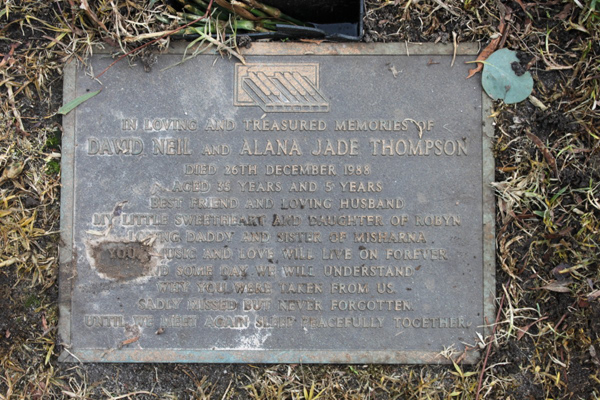 IN LOVING AND TREASURED MEMORIES OF
DAVID NEIL AND ALANA JADE THOMPSON
DIED 26TH DECEMBER 1988
AGED 38 YEARS AND 5 YEARS
BEST FRIEND AND LOVING HUSBAND
MY LITTLE SWEETHEART AND DAUGHTER OF ROBYN
LOVING DADDY AND SISTER OF MISHARNA
YOUR MUSIC AND LOVE WILL LIVE ON FOREVER
SOME DAY WE WILL UNDERSTAND
WHY YOU WERE TAKEN FROM US.
SADLY MISSED BUT NEVER FORGOTTEN.
UNTIL WE MEET AGAIN SLEEP PEACEFULLY TOGETHER.